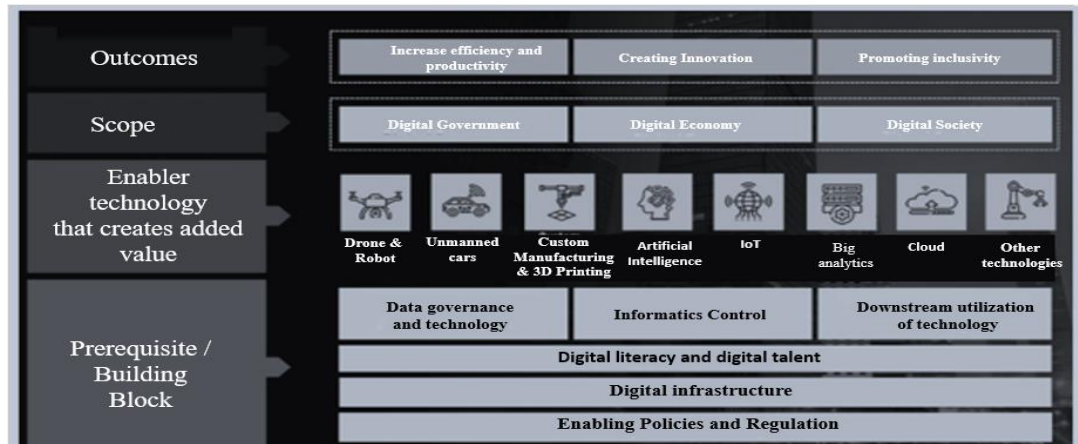 Outcomes
Increase efficiency and
productivity
Creating Innovation
Promoting inclusivity
Scope
Digital Government
Digital Economy
Digital Society
Enabler
technology
that creates added
value
Drone &
Robot
Unmanned
cars
Custom
Manufacturing
& 3D Printing
Artificial
Intelligence
IoT
Big
analytics
Cloud
Other
technologies
Prerequisite /
Building
Block
Data governance
and technology
Informatics Control
Downstream utilization
of technology
Digital literacy and digital talent
Digital infrastructure
Enabling Policies and Regulation